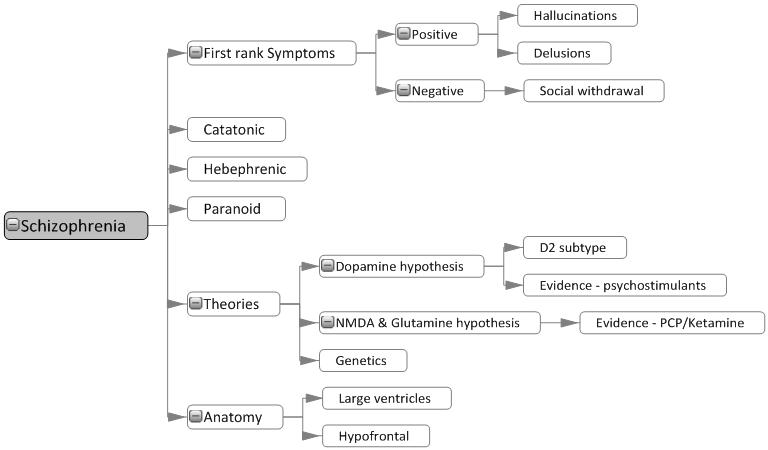 Schizophrenia
First rank Symptoms
Positive
Hallucinations
Delusions
Negative
Social withdrawal
Catatonic
Hebephrenic
Paranoid
Theories
Dopamine hypothesis
D2 subtype
Evidence - psychostimulants
NMDA & Glutamine hypothesis
Evidence - PCP/Ketamine
Genetics
Anatomy
Large ventricles
Hypofrontal